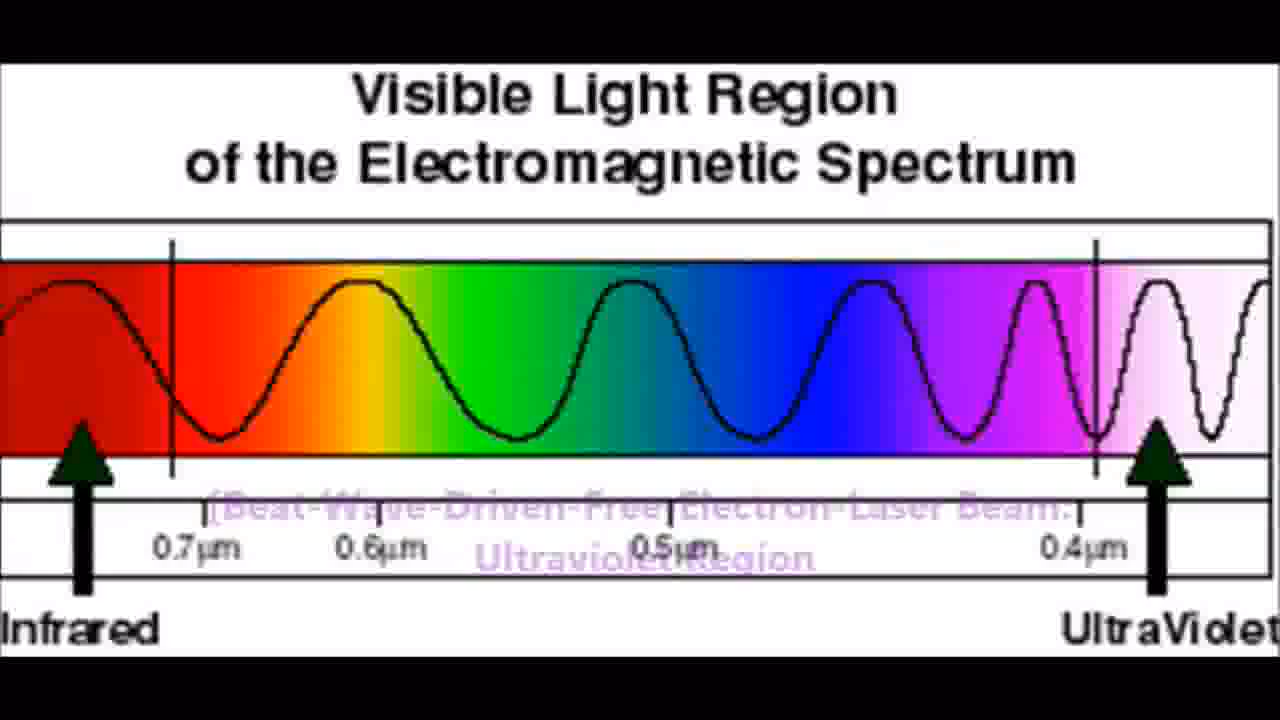 Visible Light Region
of the Electromagnetic Spectrum
(Beat-Wave-Driven-Free-Electron-Laser Beam:
0.7µm 0.6µm 0.5µm 0.4µm
Ultraviolet Region
Infrared UltraViolet